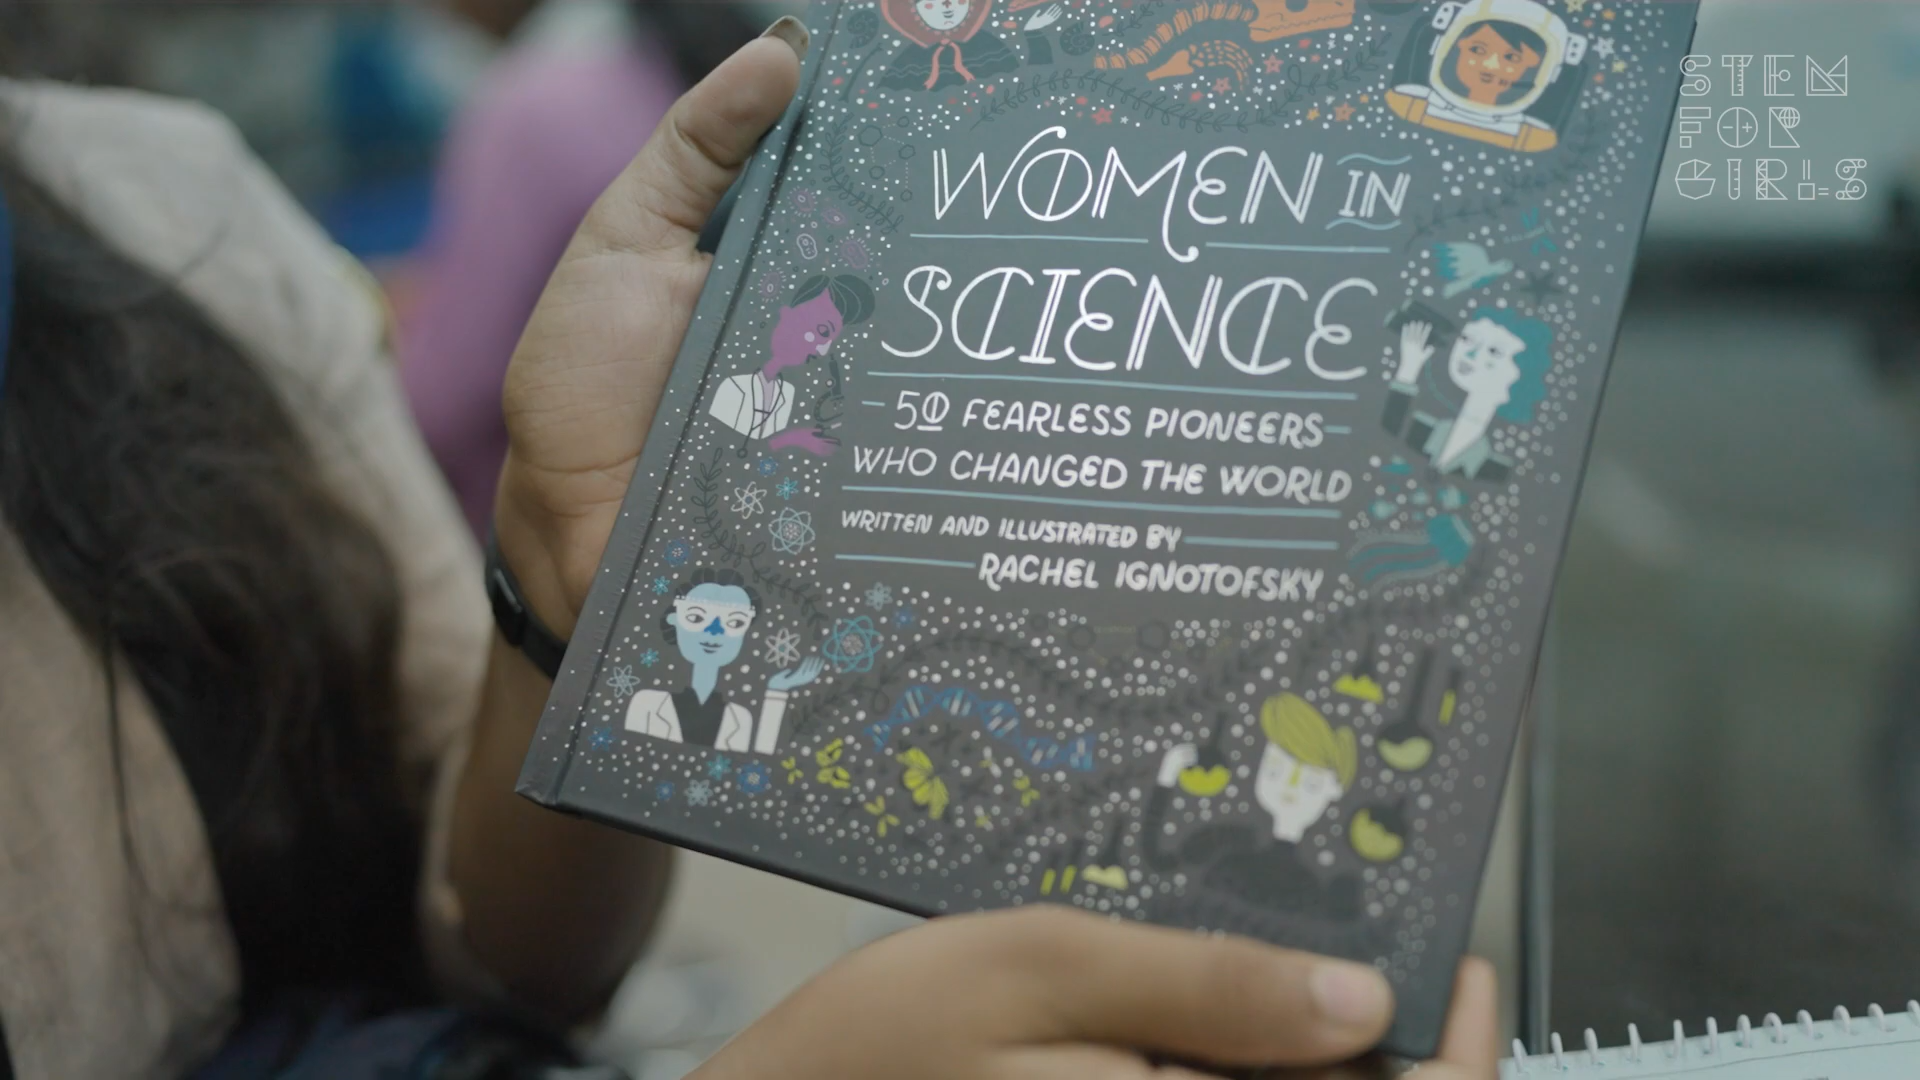 WOMEN IN
SCIENCE
50 FEARLESS PIONEERS
WHO CHANGED THE WORLD
WRITTEN AND ILLUSTRATED BY
RACHEL IGNOTOFSKY
STEM
FOR
GIRLS